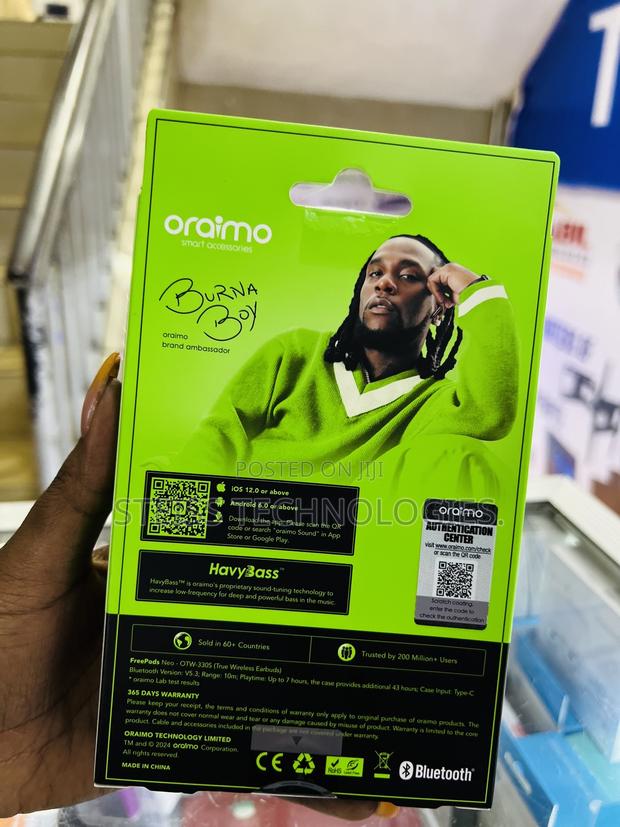 oraimo
smart accessories
BURNA
BOY
oraimo
brand ambassador
POSTED ON JIJI
TECHNOLOGIES.
iOS 12.0 or above
Android 6.0 or above
Download the app: Please scan the QR
code or search "oraimo Sound" in App
Store or Google Play.
HavyBass™
HavyBass™ is oraimo's proprietary sound-tuning technology to
increase low-frequency for deep and powerful bass in the music.
oraimo
AUTHENTICATION
CENTER
visit www.oraimo.com/check
or scan the QR code
Scratch coating,
enter the code to
check the authentication
Sold in 60+ Countries
Trusted by 200 Million+ Users
FreePods Neo - OTW-330S (True Wireless Earbuds)
Bluetooth Version: V5.3; Range: 10m; Playtime: Up to 7 hours, the case provides additional 43 hours; Case Input: Type-C
* oraimo Lab test results
365 DAYS WARRANTY
Please keep your receipt, the terms and conditions of warranty only apply to original purchase of oraimo products. The
warranty does not cover normal wear and tear or any damage caused by misuse of product. Warranty is limited to the core
product. Cable and accessories included in the package are not covered under warranty.
ORAIMO TECHNOLOGY LIMITED
TM and © 2024 oraimo Corporation.
All rights reserved.
MADE IN CHINA
CE
RoHS
Bluetooth®